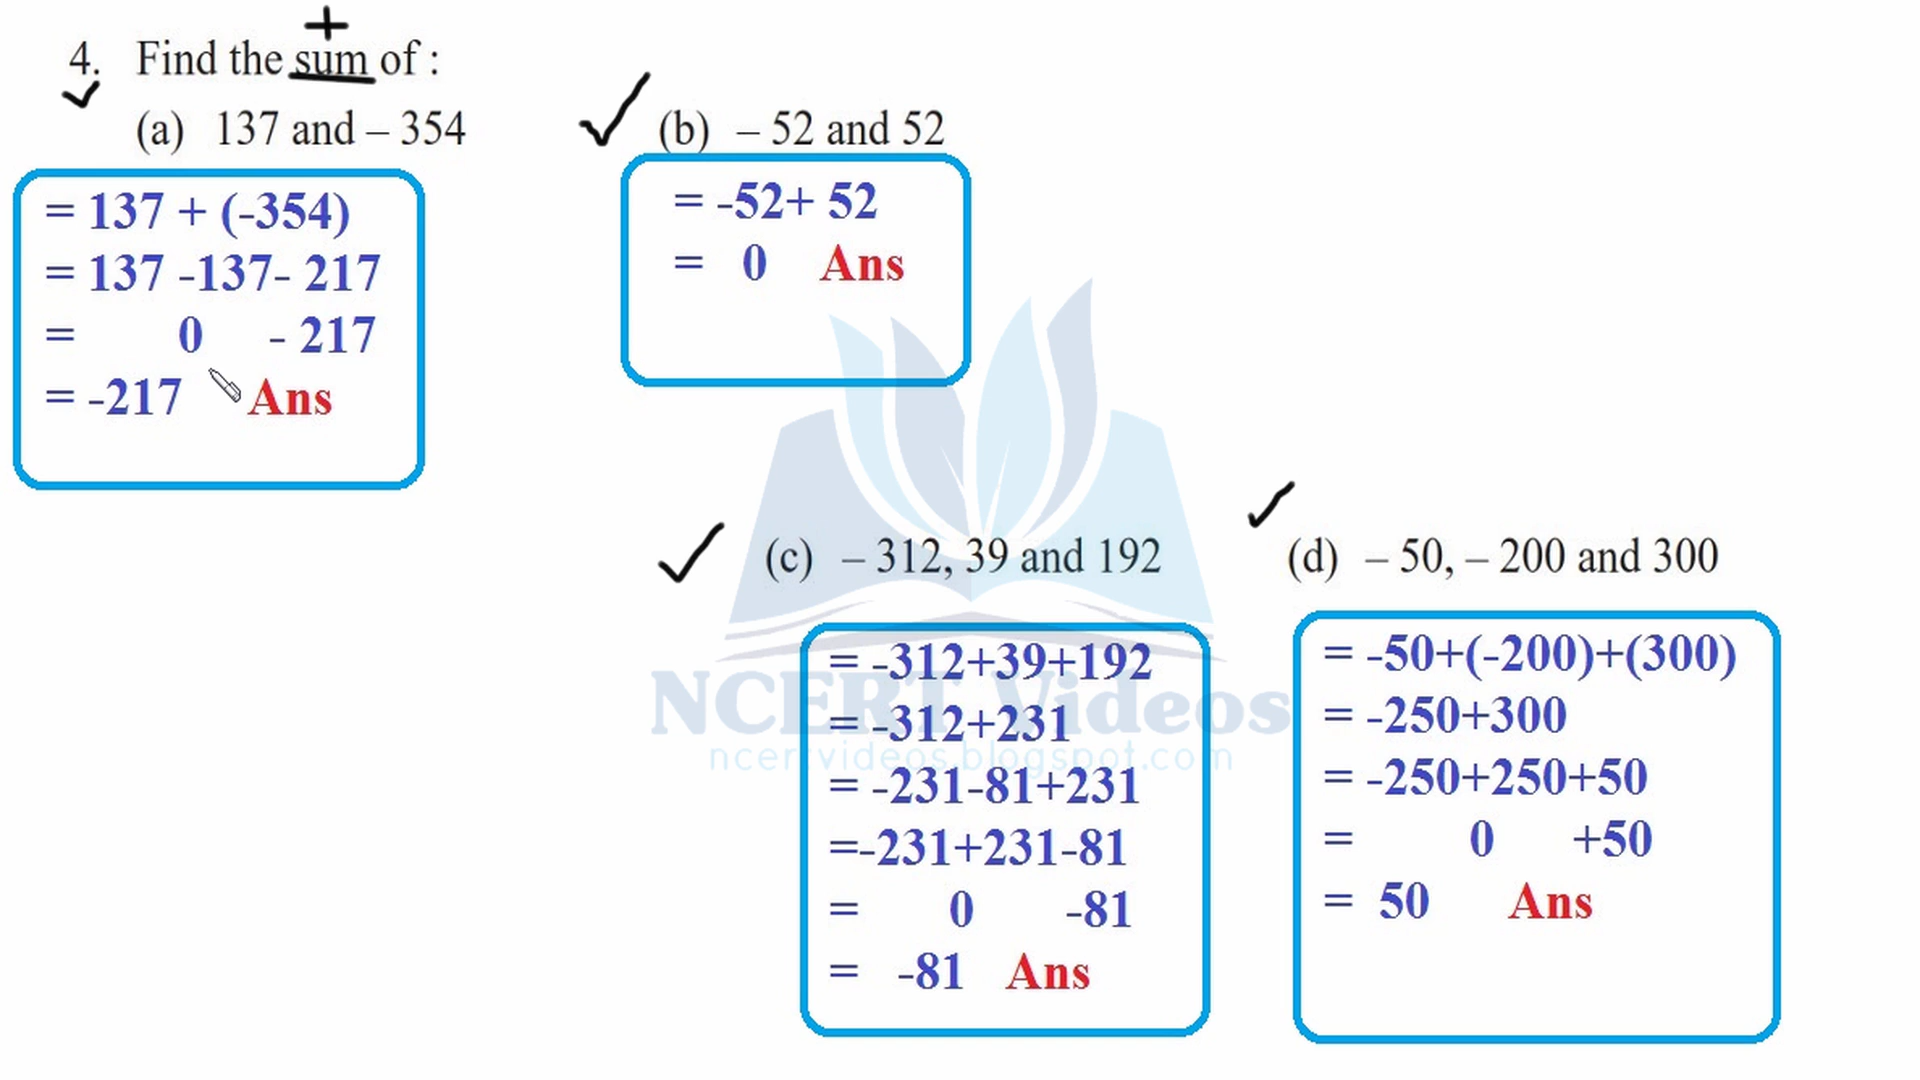 +
4. Find the sum of :
(a) 137 and – 354
= 137 + (-354)
= 137 -137- 217
= 0 - 217
= -217 Ans
(b) – 52 and 52
= -52+ 52
= 0 Ans
(c) – 312, 39 and 192
= -312+39+192
= -312+231
= -231-81+231
=-231+231-81
= 0 -81
= -81 Ans
(d) – 50, – 200 and 300
= -50+(-200)+(300)
= -250+300
= -250+250+50
= 0 +50
= 50 Ans
NCERT Videos
ncertvideos.blogspot.com